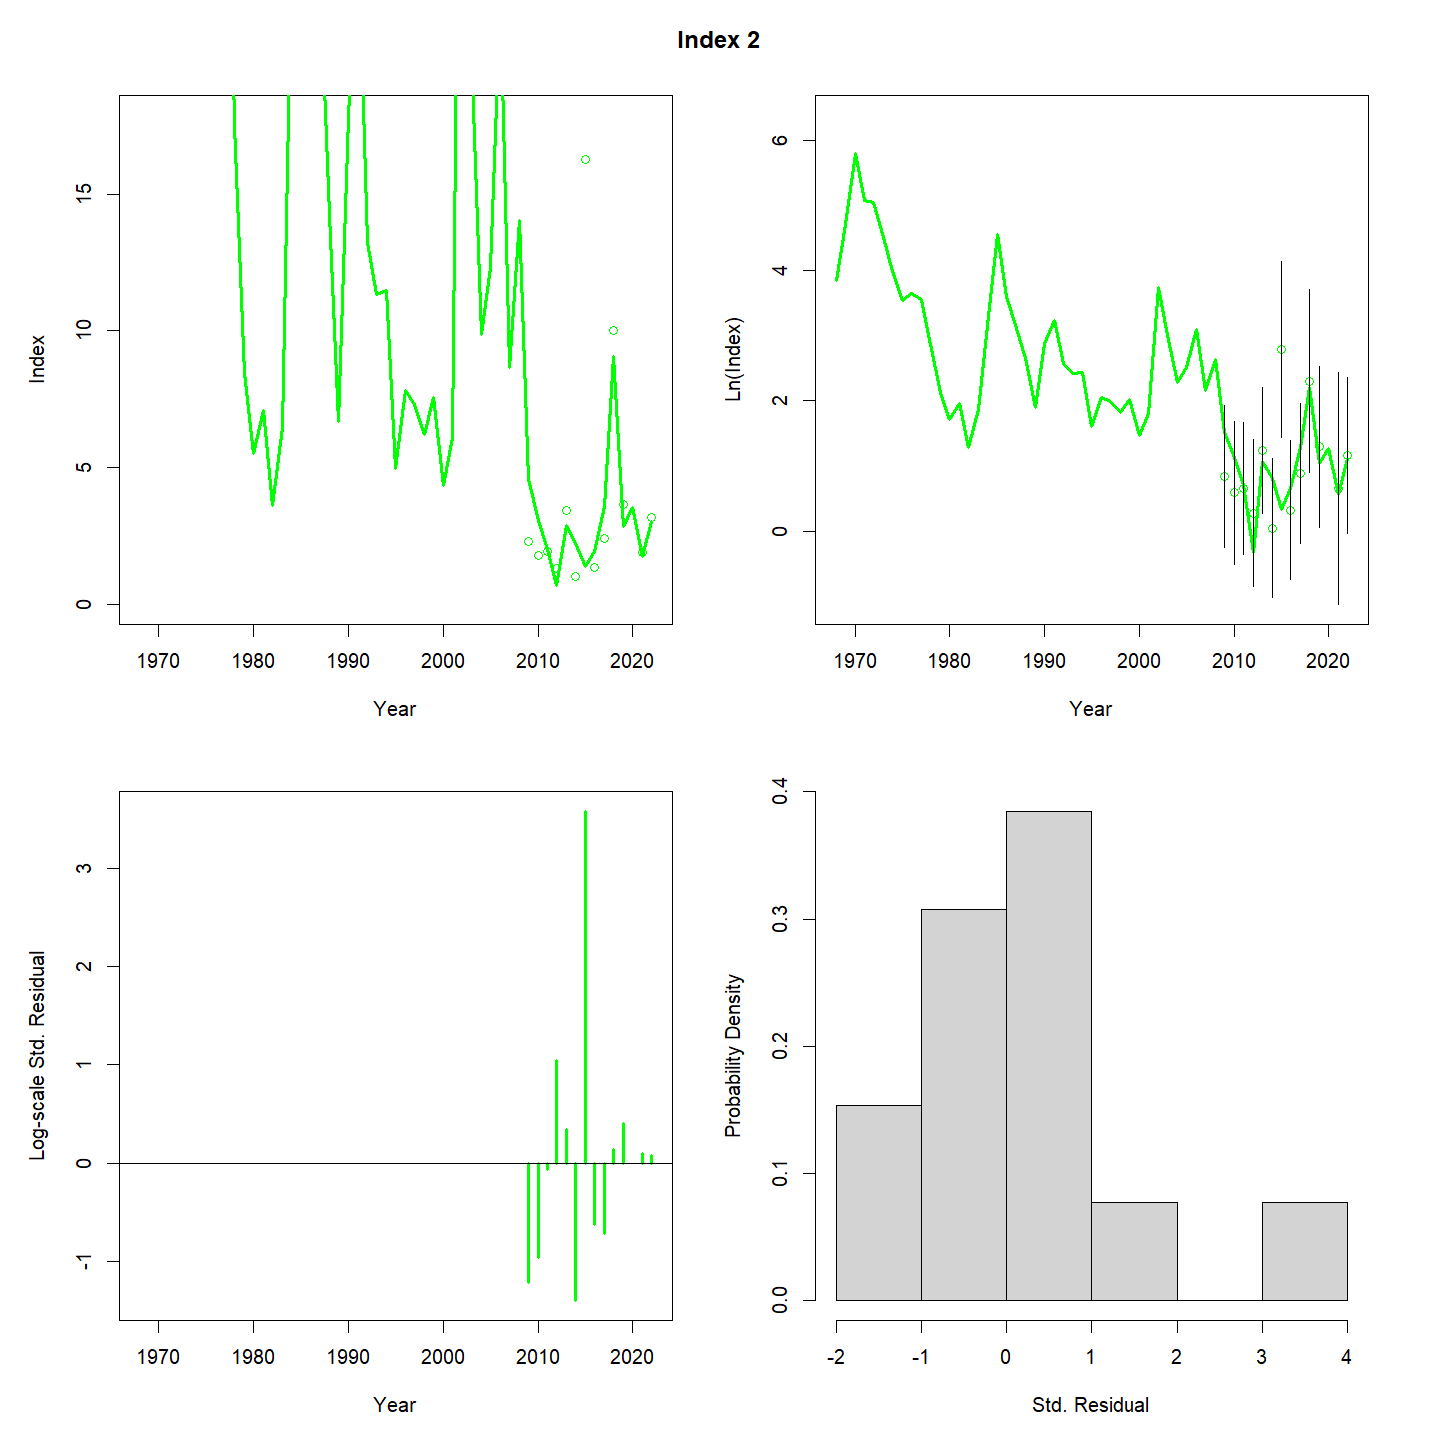 Index 2
Index
0
5
10
15
1970 1980 1990 2000 2010 2020
Year
Ln(Index)
0
2
4
6
1970 1980 1990 2000 2010 2020
Year
Log-scale Std. Residual
-1
0
1
2
3
1970 1980 1990 2000 2010 2020
Year
Probability Density
0.0
0.1
0.2
0.3
0.4
-2 -1 0 1 2 3 4
Std. Residual